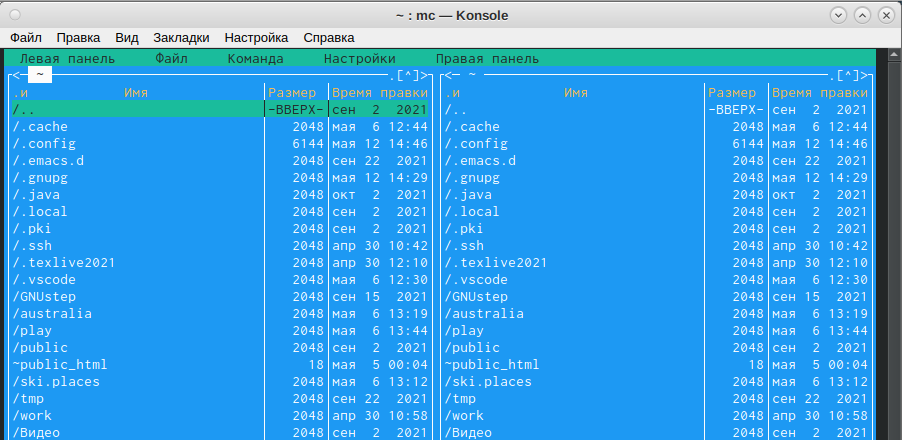 ~ : mc — Konsole
Файл Правка Вид Закладки Настройка Справка
Левая панель Файл Команда Настройки Правая панель
<─ ~ .[^]> <─ ~ .[^]>
.и Имя Размер Время правки .и Имя Размер Время правки
/.. -ВВЕРХ- сен 2 2021 /.. -ВВЕРХ- сен 2 2021
/.cache 2048 мая 6 12:44 /.cache 2048 мая 6 12:44
/.config 6144 мая 12 14:46 /.config 6144 мая 12 14:46
/.emacs.d 2048 сен 22 2021 /.emacs.d 2048 сен 22 2021
/.gnupg 2048 мая 12 14:29 /.gnupg 2048 мая 12 14:29
/.java 2048 окт 2 2021 /.java 2048 окт 2 2021
/.local 2048 сен 2 2021 /.local 2048 сен 2 2021
/.pki 2048 сен 2 2021 /.pki 2048 сен 2 2021
/.ssh 2048 апр 30 10:42 /.ssh 2048 апр 30 10:42
/.texlive2021 2048 апр 30 12:10 /.texlive2021 2048 апр 30 12:10
/.vscode 2048 мая 6 12:30 /.vscode 2048 мая 6 12:30
/GNUstep 2048 сен 15 2021 /GNUstep 2048 сен 15 2021
/australia 2048 мая 6 13:19 /australia 2048 мая 6 13:19
/play 2048 мая 6 13:44 /play 2048 мая 6 13:44
/public 2048 сен 2 2021 /public 2048 сен 2 2021
~public_html 18 мая 5 00:04 ~public_html 18 мая 5 00:04
/ski.places 2048 мая 6 13:12 /ski.places 2048 мая 6 13:12
/tmp 2048 сен 22 2021 /tmp 2048 сен 22 2021
/work 2048 апр 30 10:58 /work 2048 апр 30 10:58
/Видео 2048 сен 2 2021 /Видео 2048 сен 2 2021